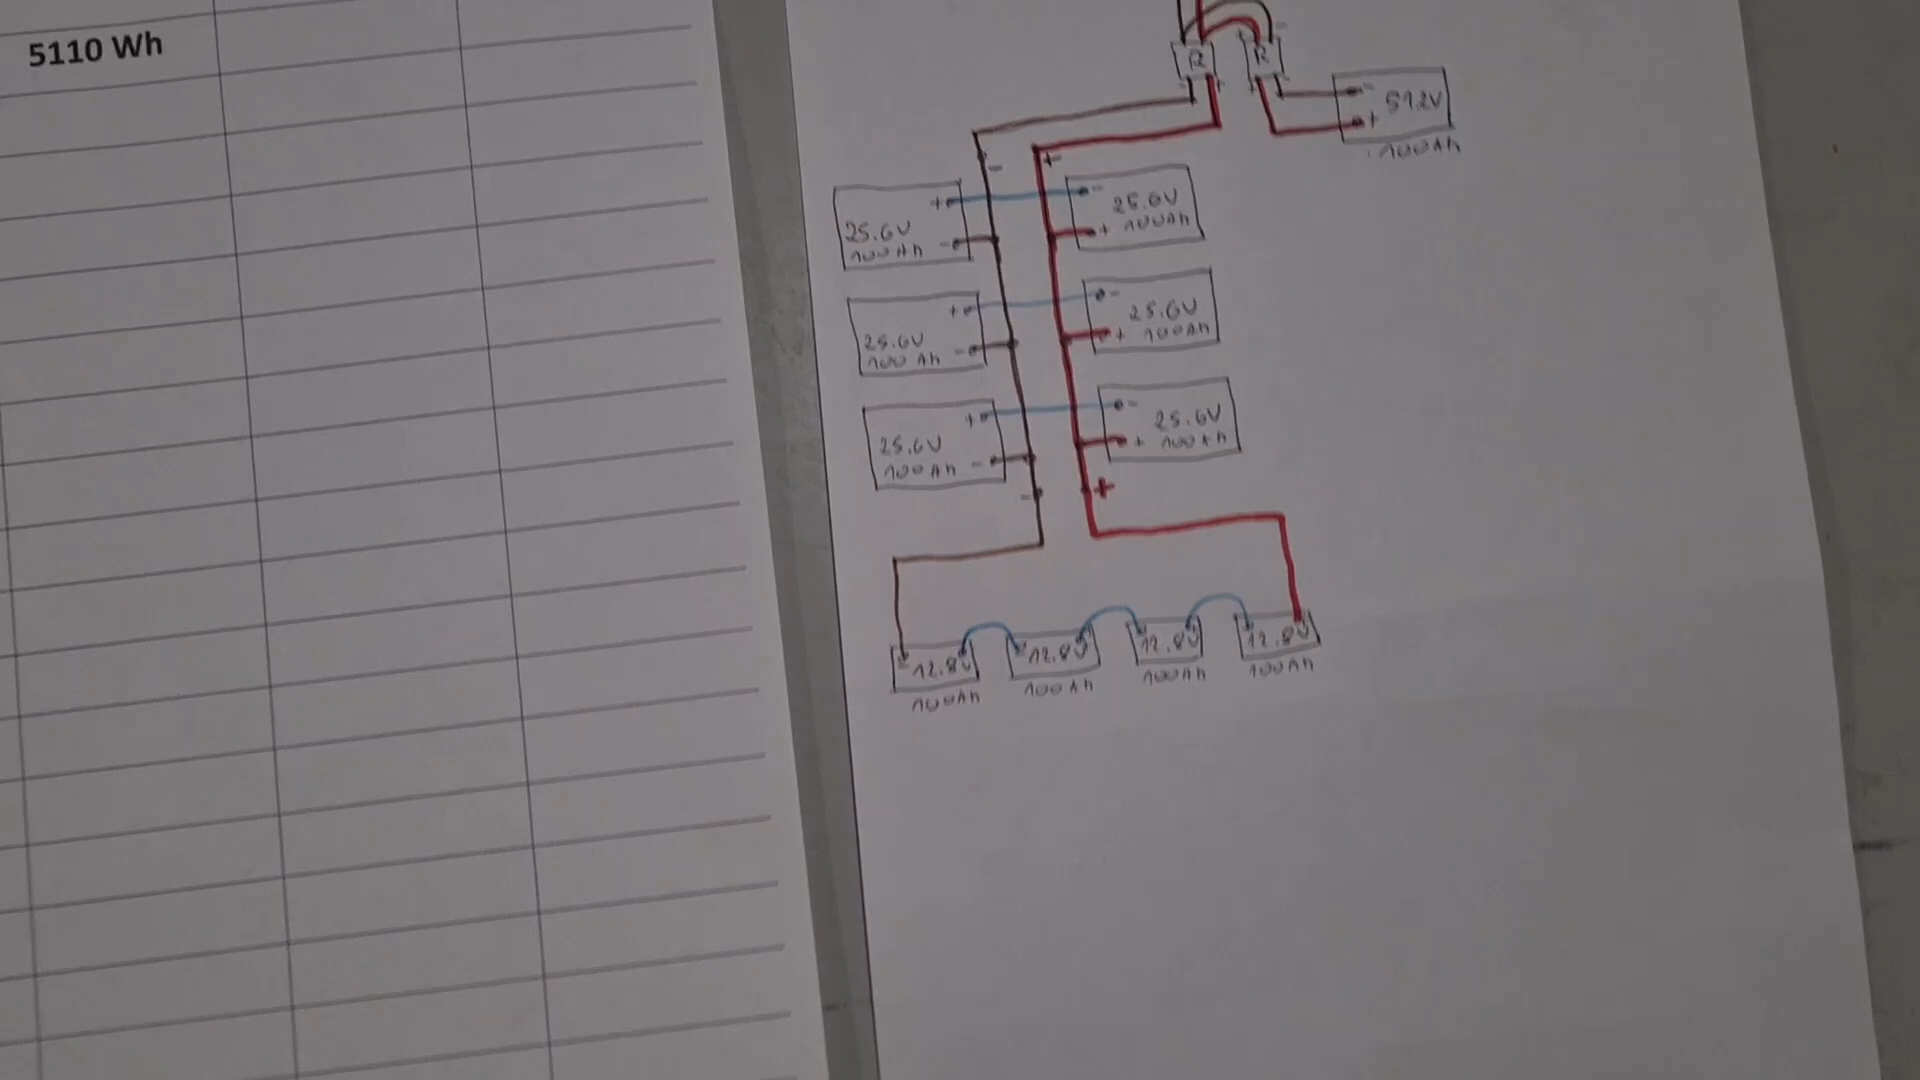 5110 Wh
R R
-
51.2V
+
100Ah
-
+
+
25.6V
-
100Ah
-
25.6V
+ 100Ah
+
25.6V
- 100Ah
-
25.6V
+ 100Ah
+
25.6V
- 100Ah
-
25.6V
+ 100Ah
-
+
12.8V
100Ah
12.8V
100Ah
12.8V
100Ah
12.8V
100Ah